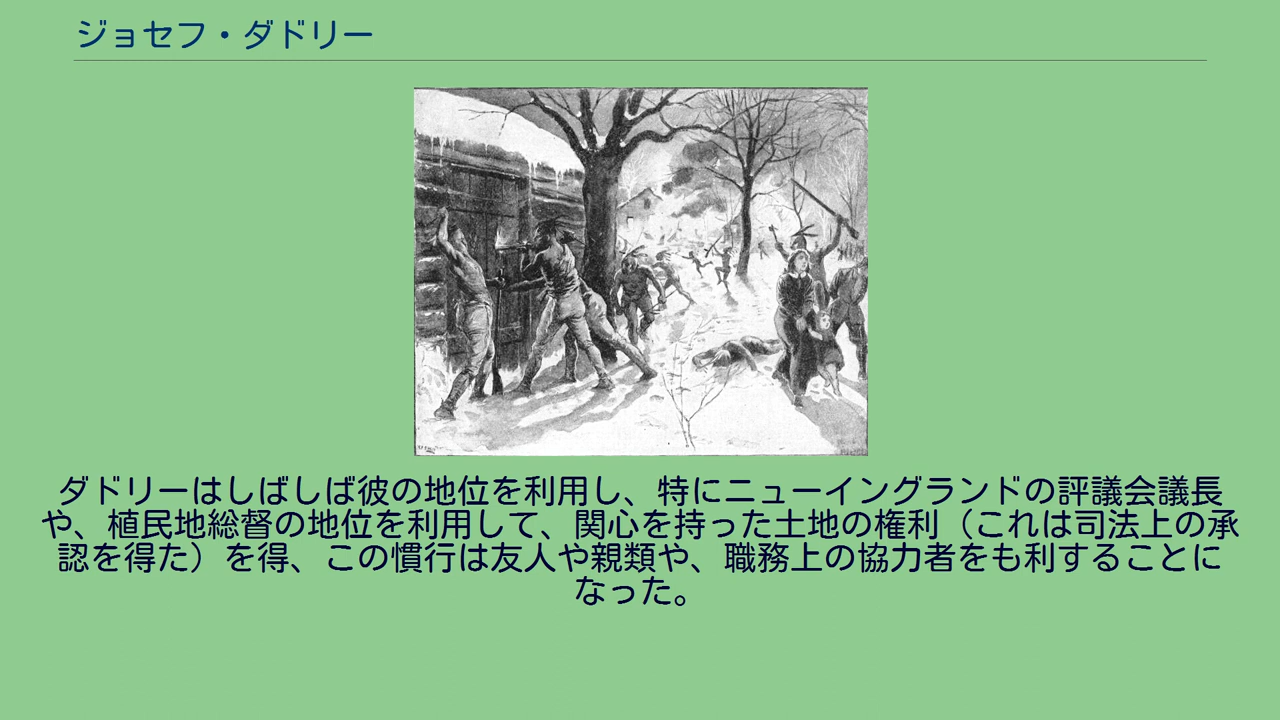 ジョセフ・ダドリー
ダドリーはしばしば彼の地位を利用し、特にニューイングランドの評議会議長
や、植民地総督の地位を利用して、関心を持った土地の権利（これは司法上の承
認を得た）を得、この慣行は友人や親類や、職務上の協力者をも利することに
なった。